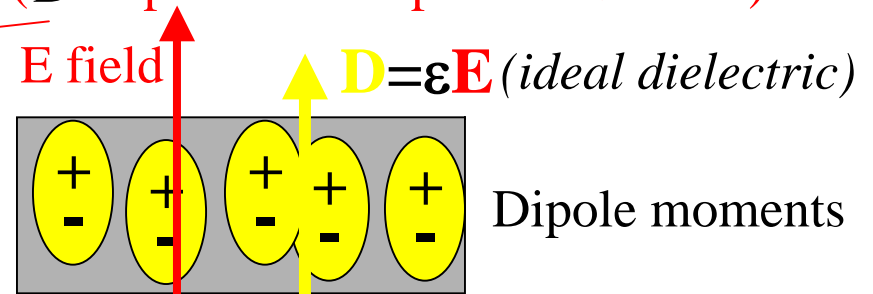 E field D=εE (ideal dielectric)
+ + + + +
- - - - -
Dipole moments